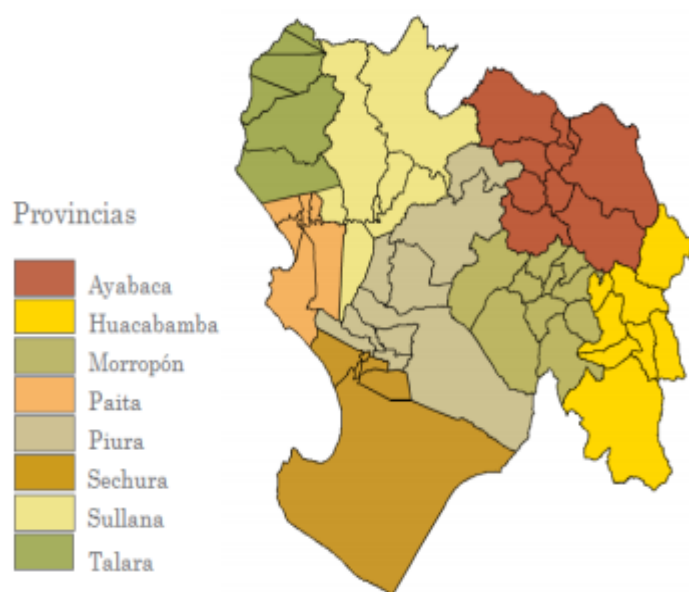 Provincias
Ayabaca
Huacabamba
Morropón
Paita
Piura
Sechura
Sullana
Talara